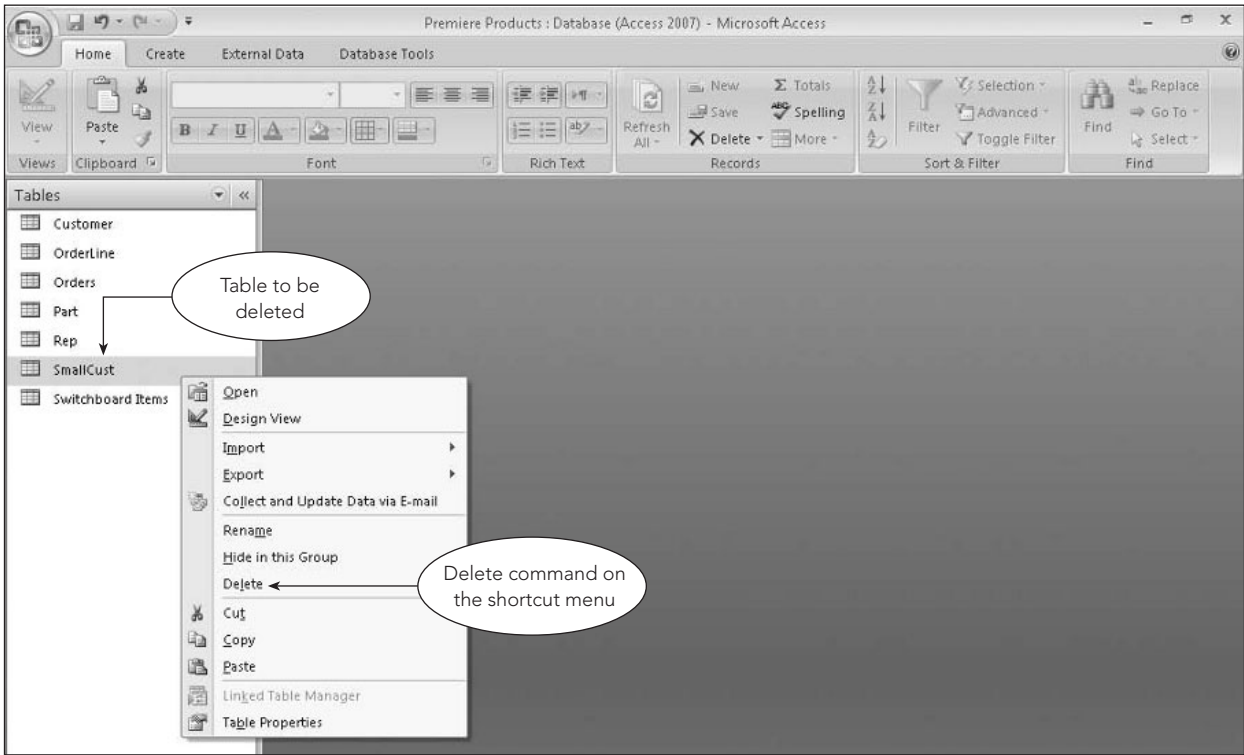 Premiere Products : Database (Access 2007) - Microsoft Access
Home Create External Data Database Tools
View
Views
Paste
Clipboard
B I U A
Font
ab
Rich Text
Refresh All
New
Save
Delete
Σ Totals
ABC Spelling
More
Records
A Z
Z A
Filter
Selection
Advanced
Toggle Filter
Sort & Filter
Find
Replace
Go To
Select
Find
Tables
Customer
OrderLine
Orders
Part
Rep
SmallCust
Switchboard Items
Table to be
deleted
Open
Design View
Import
Export
Collect and Update Data via E-mail
Rename
Hide in this Group
Delete
Delete command on
the shortcut menu
Cut
Copy
Paste
Linked Table Manager
Table Properties